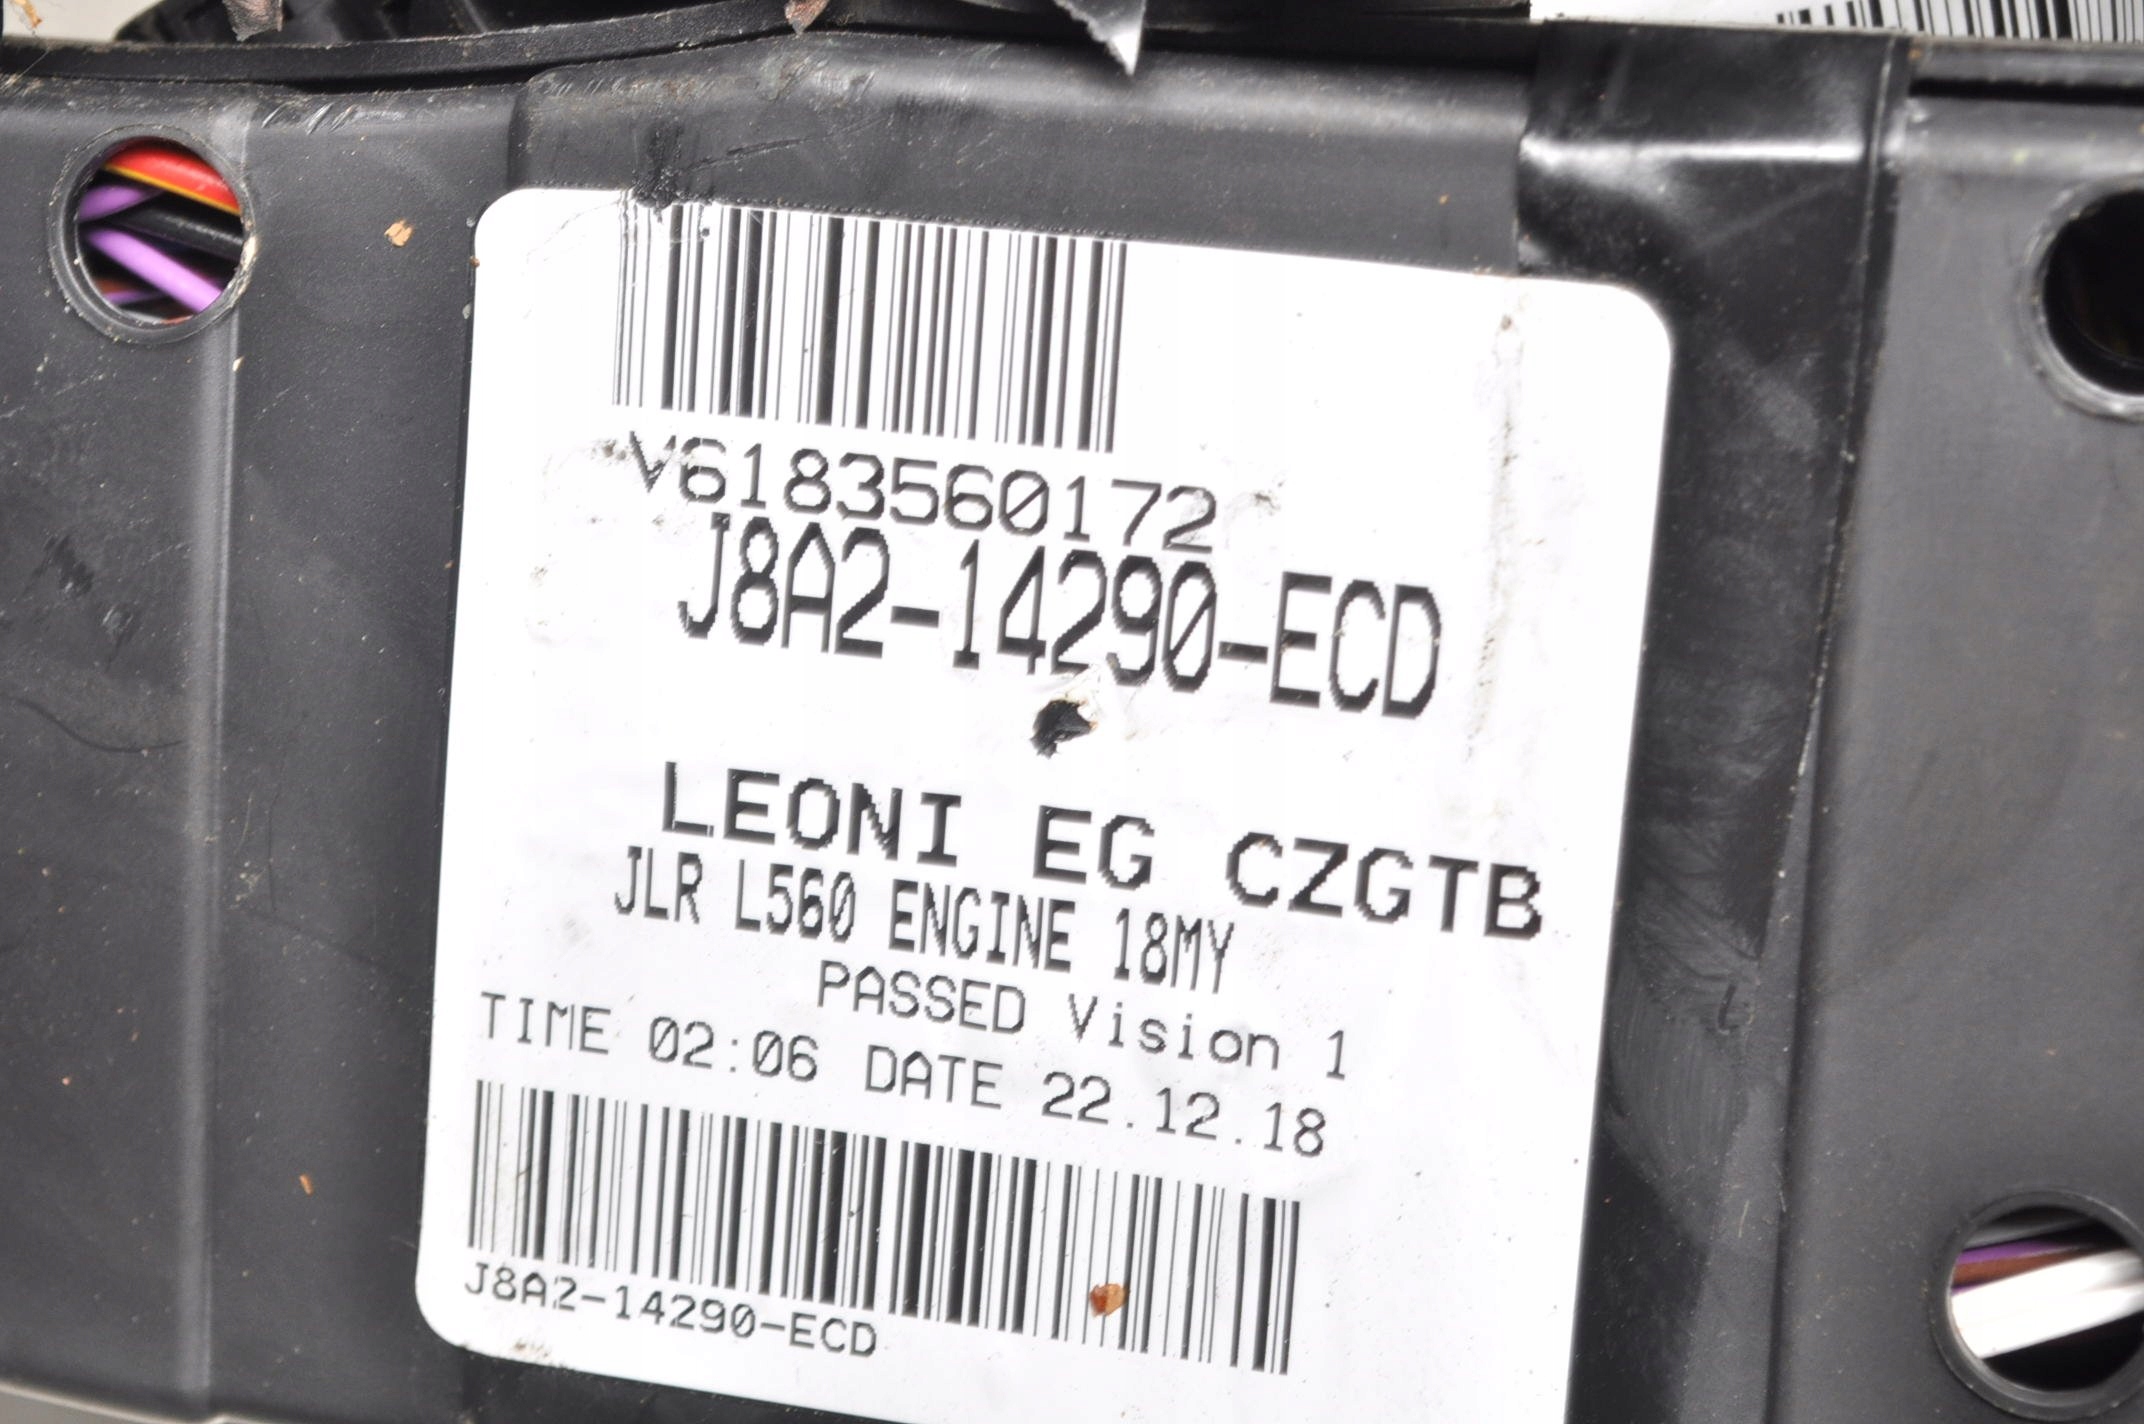 V6183560172
J8A2-14290-ECD
LEONI EG CZGTB
JLR L560 ENGINE 18MY
PASSED Vision 1
TIME 02:06 DATE 22.12.18
J8A2-14290-ECD